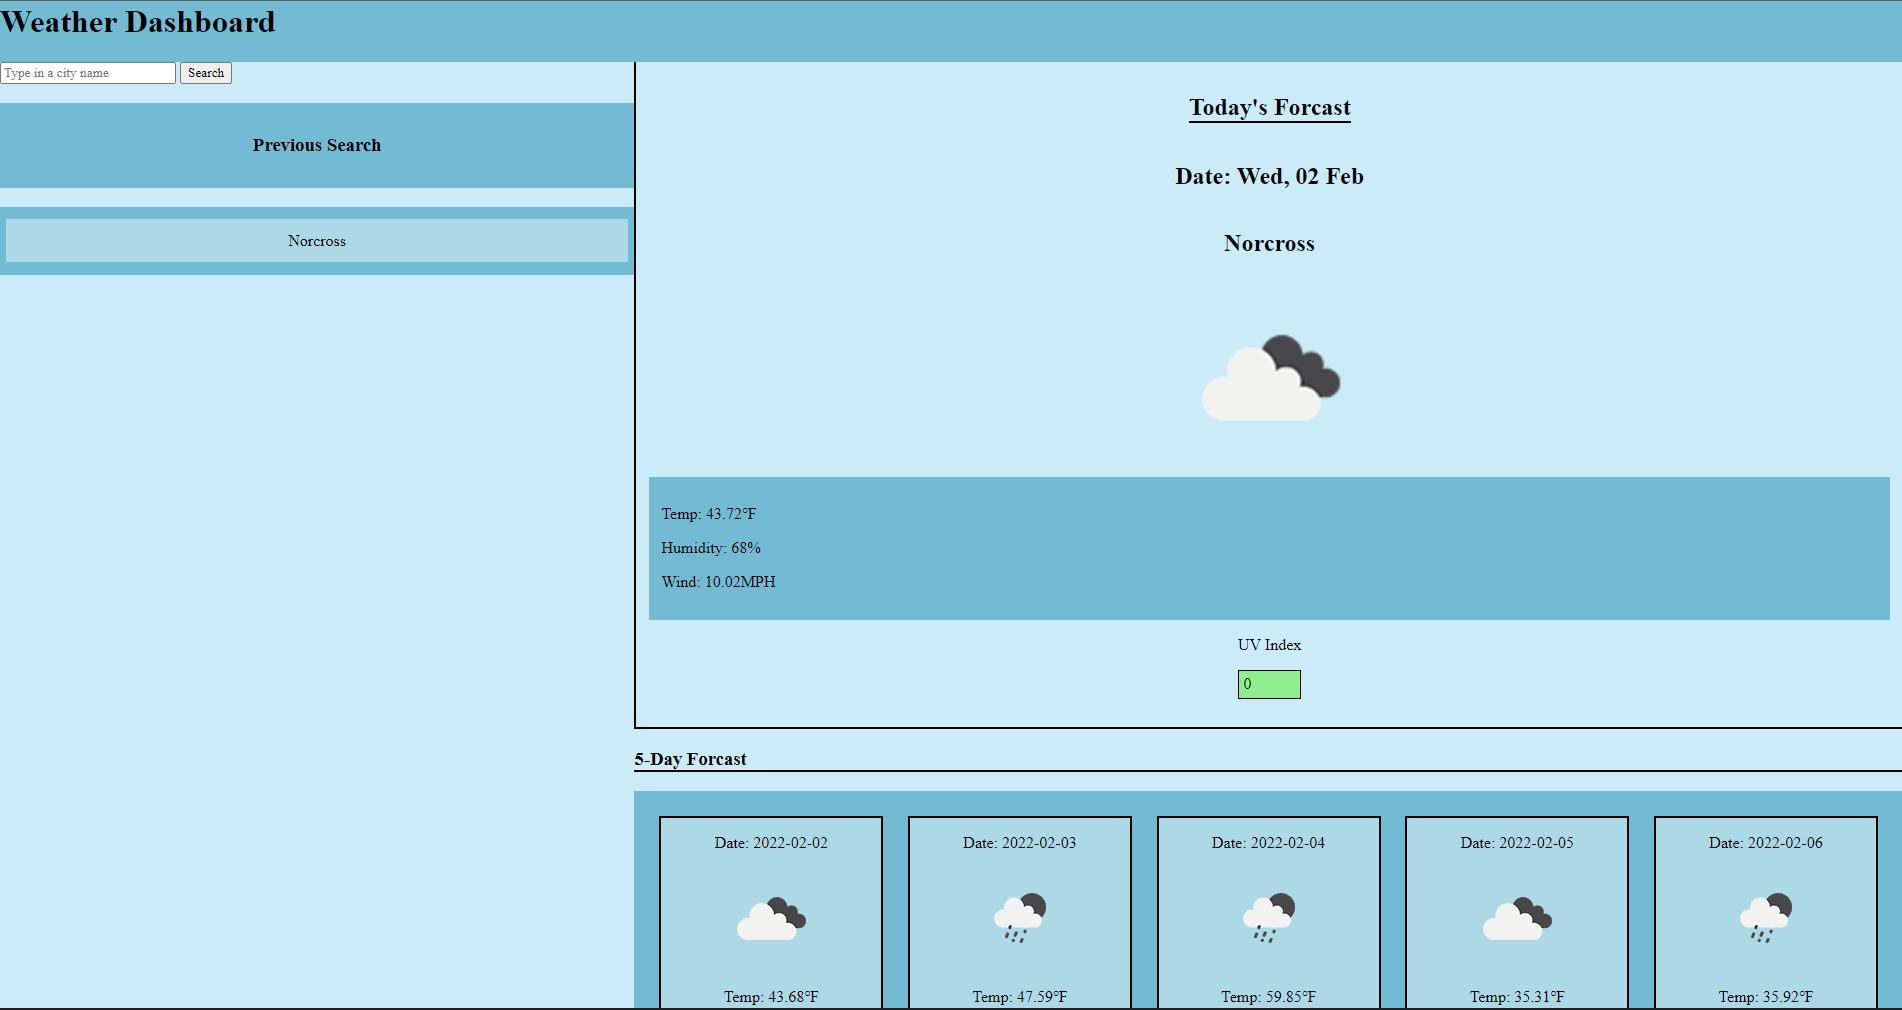 Weather Dashboard
Type in a city name Search
Previous Search
Norcross
Today's Forcast
Date: Wed, 02 Feb
Norcross
Temp: 43.72°F
Humidity: 68%
Wind: 10.02MPH
UV Index
0
5-Day Forcast
Date: 2022-02-02
Temp: 43.68°F
Date: 2022-02-03
Temp: 47.59°F
Date: 2022-02-04
Temp: 59.85°F
Date: 2022-02-05
Temp: 35.31°F
Date: 2022-02-06
Temp: 35.92°F